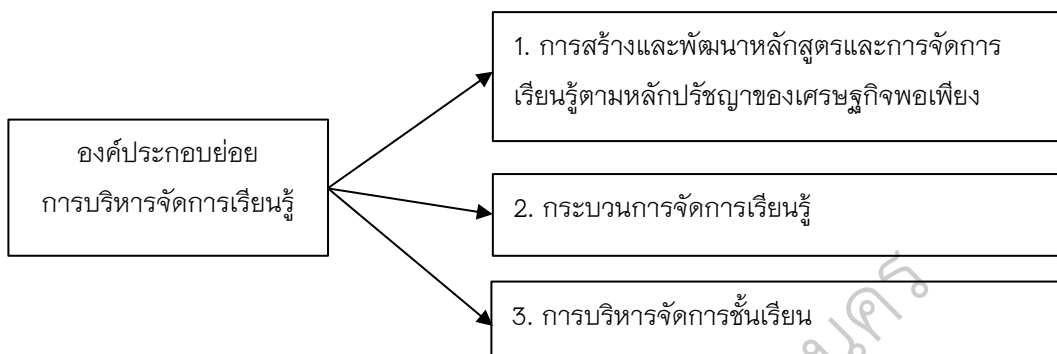 1. การสร้างและพัฒนาหลักสูตรและการจัดการ
เรียนรู้ตามหลักปรัชญาของเศรษฐกิจพอเพียง
องค์ประกอบย่อย
การบริหารจัดการเรียนรู้
2. กระบวนการจัดการเรียนรู้
3. การบริหารจัดการชั้นเรียน